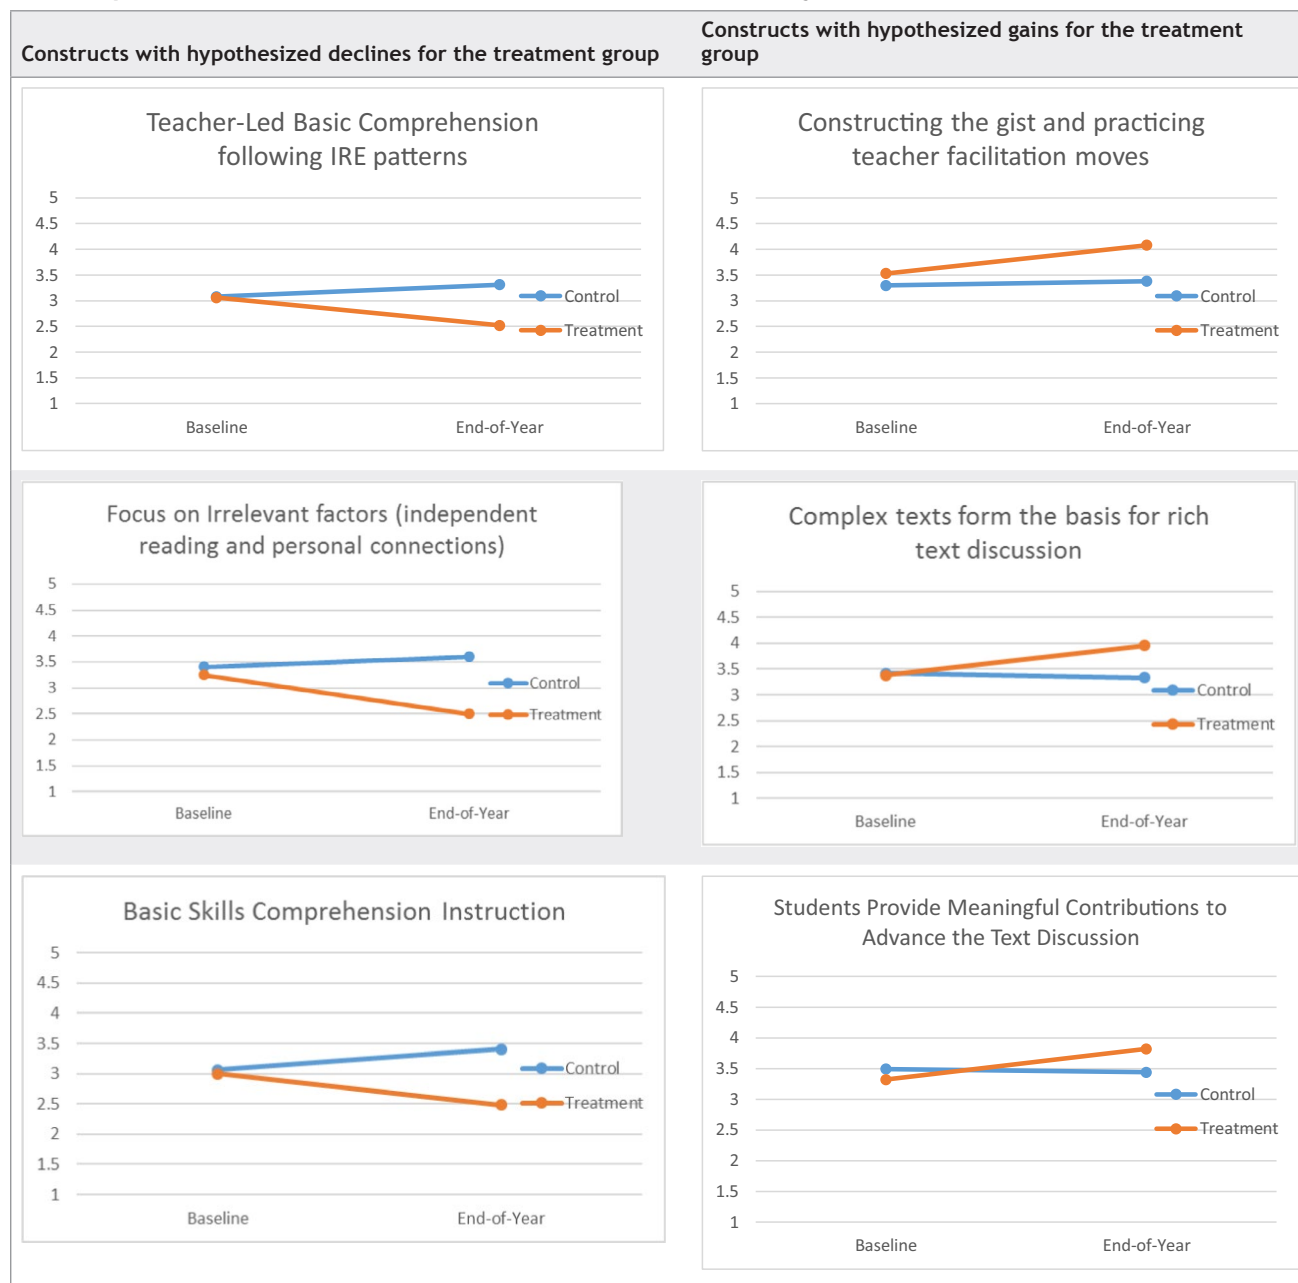 Constructs with hypothesized declines for the treatment group
Constructs with hypothesized gains for the treatment
group
Teacher-Led Basic Comprehension
following IRE patterns
5
4.5
4
3.5
3
2.5
2
1.5
1
Control
Treatment
Baseline
End-of-Year
Constructing the gist and practicing
teacher facilitation moves
5
4.5
4
3.5
3
2.5
2
1.5
1
Control
Treatment
Baseline
End-of-Year
Focus on Irrelevant factors (independent
reading and personal connections)
5
4.5
4
3.5
3
2.5
2
1.5
1
Control
Treatment
Baseline
End-of-Year
Complex texts form the basis for rich
text discussion
5
4.5
4
3.5
3
2.5
2
1.5
1
Control
Treatment
Baseline
End-of-Year
Basic Skills Comprehension Instruction
5
4.5
4
3.5
3
2.5
2
1.5
1
Control
Treatment
Baseline
End-of-Year
Students Provide Meaningful Contributions to
Advance the Text Discussion
5
4.5
4
3.5
3
2.5
2
1.5
1
Control
Treatment
Baseline
End-of-Year